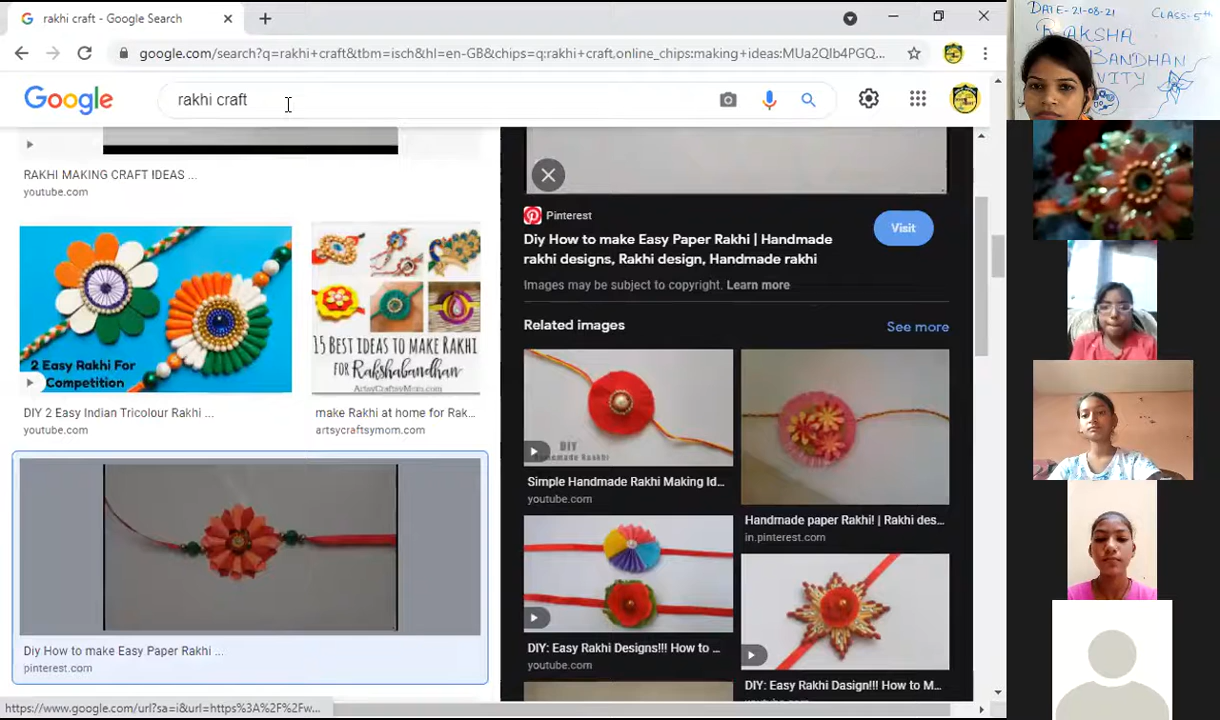 rakhi craft - Google Search
google.com/search?q=rakhi+craft&tbm=isch&hl=en-GB&chips=q:rakhi+craft,online_chips:making+ideas:MUa2QJlb4PGQ...
Google
rakhi craft
RAKHI MAKING CRAFT IDEAS ...
youtube.com
2 Easy Rakhi For
Competition
DIY 2 Easy Indian Tricolour Rakhi ...
youtube.com
15 BEST IDEAS TO MAKE RAKHI
FOR Rakshabandhan
ArtsyCraftsyMom.com
make Rakhi at home for Rak...
artsycraftsymom.com
Diy How to make Easy Paper Rakhi ...
pinterest.com
https://www.google.com/url?sa=i&url=https%3A%2F%2Fw...
Pinterest
Visit
Diy How to make Easy Paper Rakhi | Handmade
rakhi designs, Rakhi design, Handmade rakhi
Images may be subject to copyright. Learn more
Related images
See more
DIY
Homemade Raakhi
Simple Handmade Rakhi Making Id...
youtube.com
Handmade paper Rakhi! | Rakhi des...
in.pinterest.com
DIY: Easy Rakhi Designs!!! How to ...
youtube.com
DIY: Easy Rakhi Dasign!!! How to M...
DATE-21-08-21
CLASS-5th
RAKSHA
BANDHAN
VITY